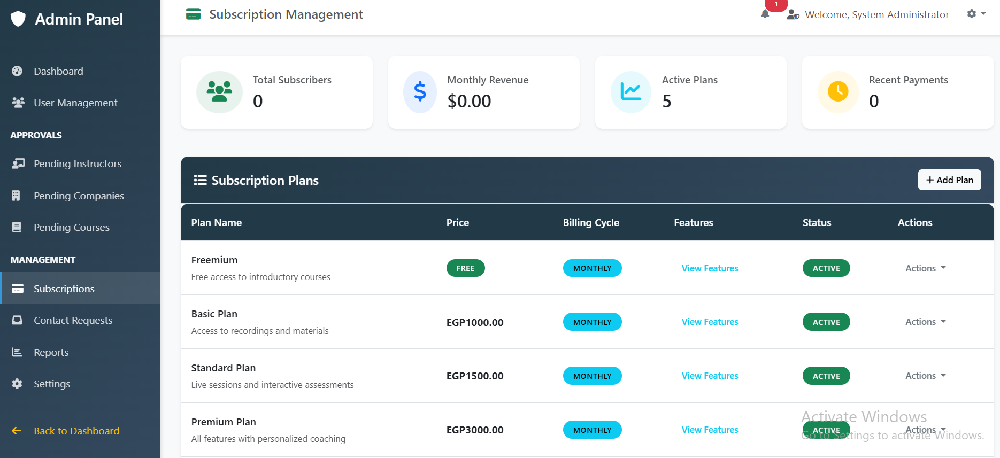 Admin Panel
Dashboard
User Management
APPROVALS
Pending Instructors
Pending Companies
Pending Courses
MANAGEMENT
Subscriptions
Contact Requests
Reports
Settings
Back to Dashboard
Subscription Management
1
Welcome, System Administrator
Total Subscribers
0
Monthly Revenue
$0.00
Active Plans
5
Recent Payments
0
Subscription Plans
+ Add Plan
Plan Name Price Billing Cycle Features Status Actions
Freemium
Free access to introductory courses
FREE MONTHLY View Features ACTIVE Actions
Basic Plan
Access to recordings and materials
EGP1000.00 MONTHLY View Features ACTIVE Actions
Standard Plan
Live sessions and interactive assessments
EGP1500.00 MONTHLY View Features ACTIVE Actions
Premium Plan
All features with personalized coaching
EGP3000.00 MONTHLY View Features ACTIVE Actions
Activate Windows
Go to Settings to activate Windows.